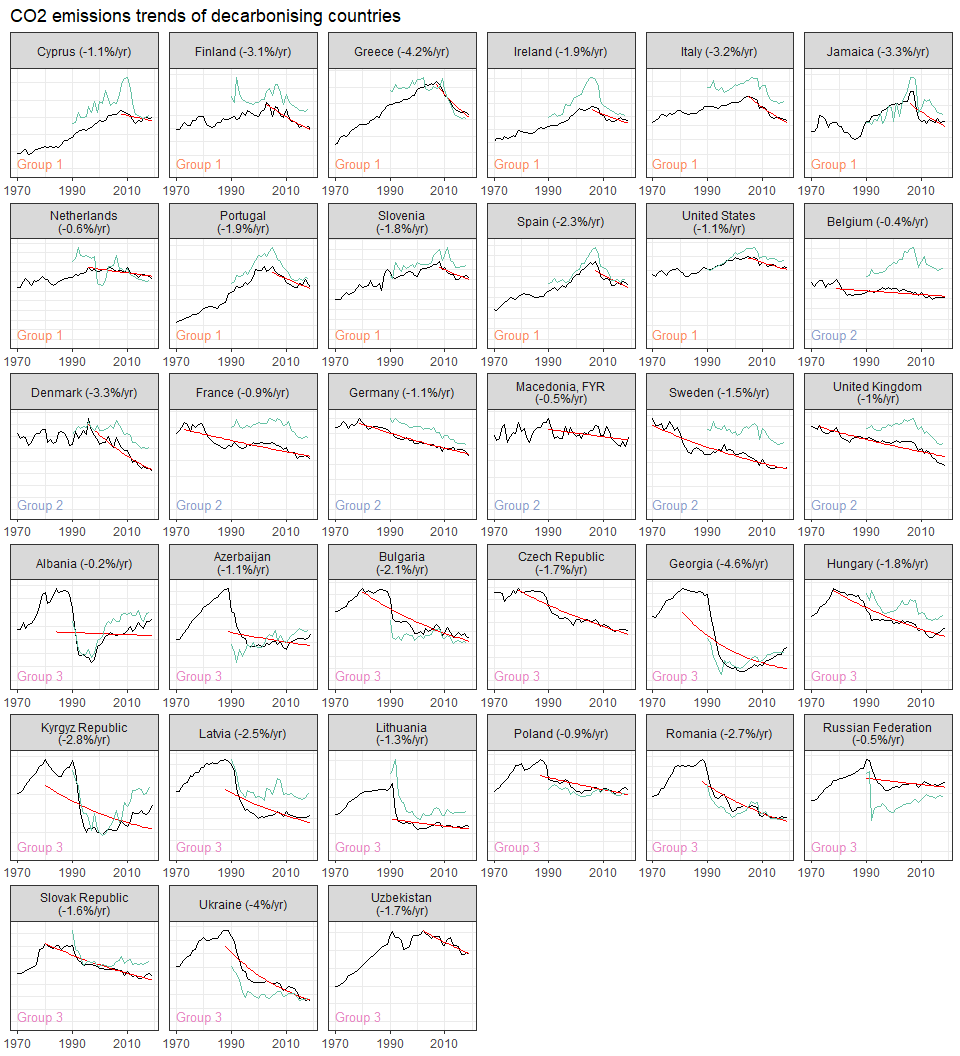 CO2 emissions trends of decarbonising countries
Cyprus (-1.1%/yr)
Finland (-3.1%/yr)
Greece (-4.2%/yr)
Ireland (-1.9%/yr)
Italy (-3.2%/yr)
Jamaica (-3.3%/yr)
Group 1
Group 1
Group 1
Group 1
Group 1
Group 1
1970 1990 2010
1970 1990 2010
1970 1990 2010
1970 1990 2010
1970 1990 2010
1970 1990 2010
Netherlands
(-0.6%/yr)
Portugal
(-1.9%/yr)
Slovenia
(-1.8%/yr)
Spain (-2.3%/yr)
United States
(-1.1%/yr)
Belgium (-0.4%/yr)
Group 1
Group 1
Group 1
Group 1
Group 1
Group 2
1970 1990 2010
1970 1990 2010
1970 1990 2010
1970 1990 2010
1970 1990 2010
1970 1990 2010
Denmark (-3.3%/yr)
France (-0.9%/yr)
Germany (-1.1%/yr)
Macedonia, FYR
(-0.5%/yr)
Sweden (-1.5%/yr)
United Kingdom
(-1%/yr)
Group 2
Group 2
Group 2
Group 2
Group 2
Group 2
1970 1990 2010
1970 1990 2010
1970 1990 2010
1970 1990 2010
1970 1990 2010
1970 1990 2010
Albania (-0.2%/yr)
Azerbaijan
(-1.1%/yr)
Bulgaria
(-2.1%/yr)
Czech Republic
(-1.7%/yr)
Georgia (-4.6%/yr)
Hungary (-1.8%/yr)
Group 3
Group 3
Group 3
Group 3
Group 3
Group 3
1970 1990 2010
1970 1990 2010
1970 1990 2010
1970 1990 2010
1970 1990 2010
1970 1990 2010
Kyrgyz Republic
(-2.8%/yr)
Latvia (-2.5%/yr)
Lithuania
(-1.3%/yr)
Poland (-0.9%/yr)
Romania (-2.7%/yr)
Russian Federation
(-0.5%/yr)
Group 3
Group 3
Group 3
Group 3
Group 3
Group 3
1970 1990 2010
1970 1990 2010
1970 1990 2010
1970 1990 2010
1970 1990 2010
1970 1990 2010
Slovak Republic
(-1.6%/yr)
Ukraine (-4%/yr)
Uzbekistan
(-1.7%/yr)
Group 3
Group 3
Group 3
1970 1990 2010
1970 1990 2010
1970 1990 2010